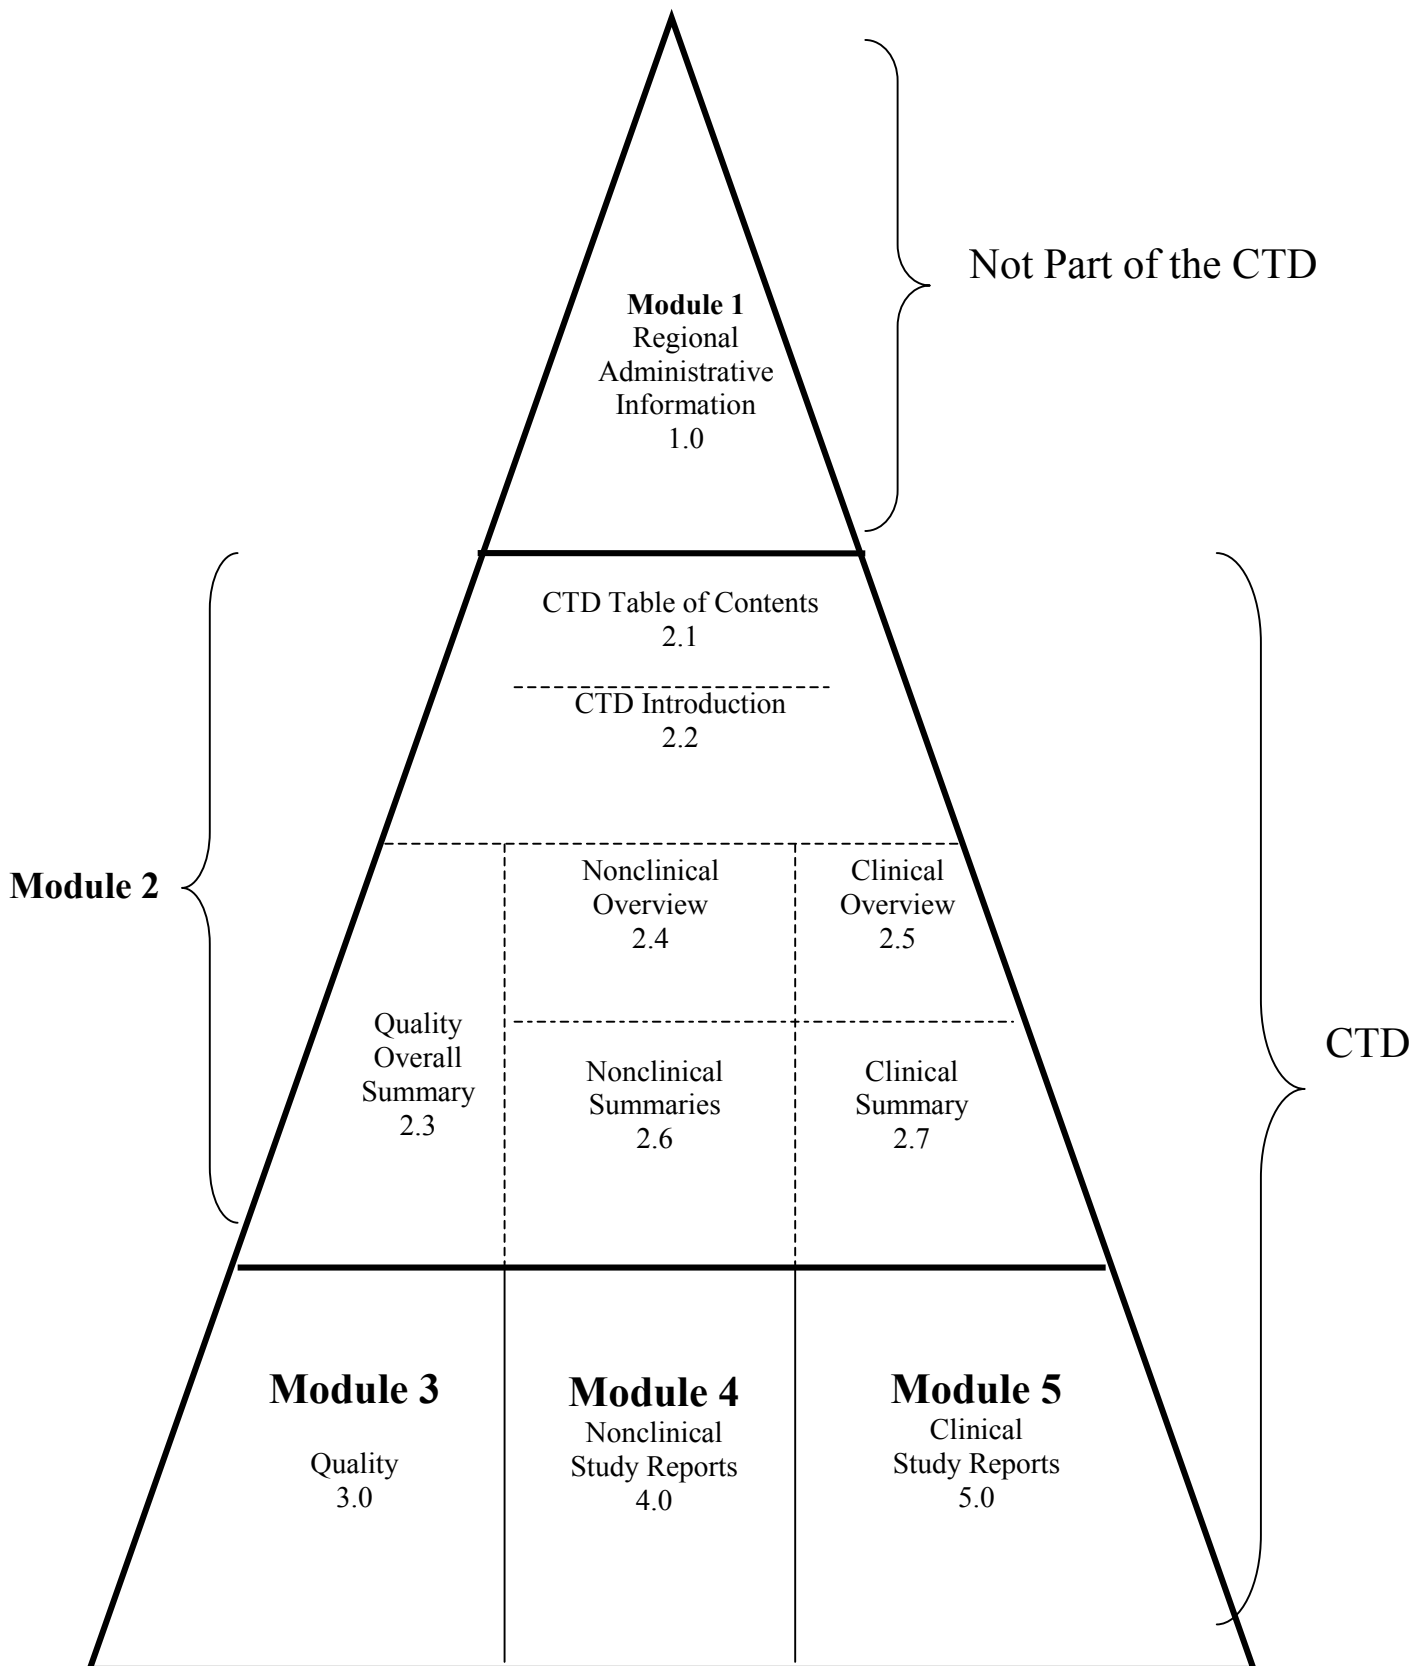 Not Part of the CTD
Module 1
Regional
Administrative
Information
1.0
CTD Table of Contents
2.1
CTD Introduction
2.2
Module 2
Nonclinical
Overview
2.4
Clinical
Overview
2.5
Quality
Overall
Summary
2.3
Nonclinical
Summaries
2.6
Clinical
Summary
2.7
CTD
Module 3
Quality
3.0
Module 4
Nonclinical
Study Reports
4.0
Module 5
Clinical
Study Reports
5.0